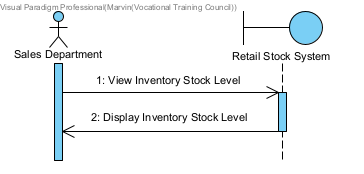 Visual Paradigm Professional(Marvin(Vocational Training Council))
Sales Department
Retail Stock System
1: View Inventory Stock Level
2: Display Inventory Stock Level